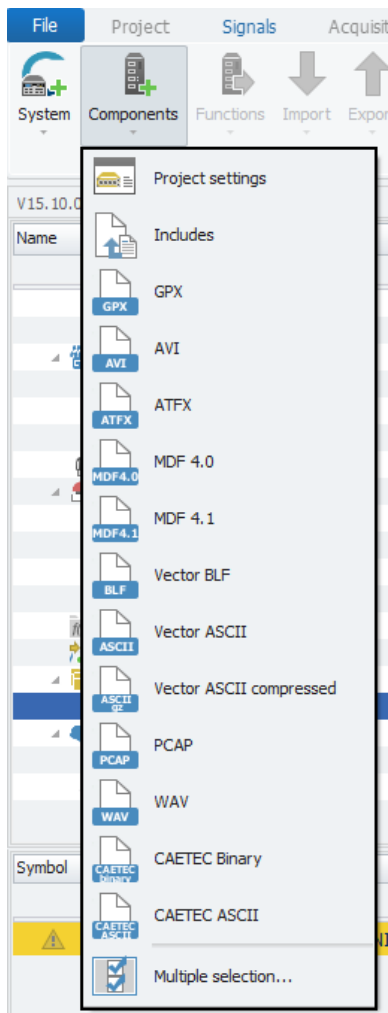 File Project Signals Acquisit
System Components Functions Import Expor
V15.10.0
Name
Project settings
Includes
GPX GPX
AVI AVI
ATFX ATFX
MDF4.0 MDF 4.0
MDF4.1 MDF 4.1
BLF Vector BLF
ASCII Vector ASCII
ASCII
gz Vector ASCII compressed
PCAP PCAP
WAV WAV
CAETEC
binary CAETEC Binary
CAETEC
ASCII CAETEC ASCII
Symbol
Multiple selection...